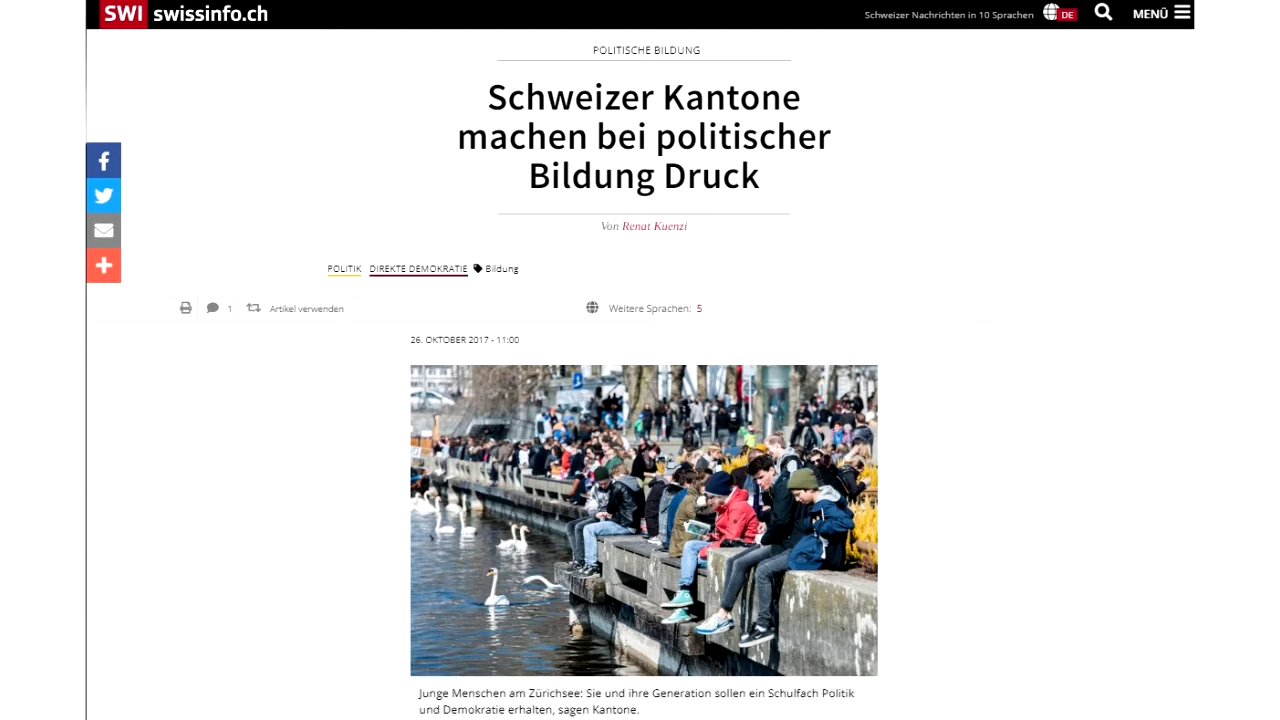 SWI swissinfo.ch
Schweizer Nachrichten in 10 Sprachen DE MENÜ
POLITISCHE BILDUNG
Schweizer Kantone
machen bei politischer
Bildung Druck
Von Renat Kuenzi
POLITIK DIREKTE DEMOKRATIE Bildung
1 Artikel verwenden Weitere Sprachen: 5
26. OKTOBER 2017 - 11:00
Junge Menschen am Zürichsee: Sie und ihre Generation sollen ein Schulfach Politik
und Demokratie erhalten, sagen Kantone.